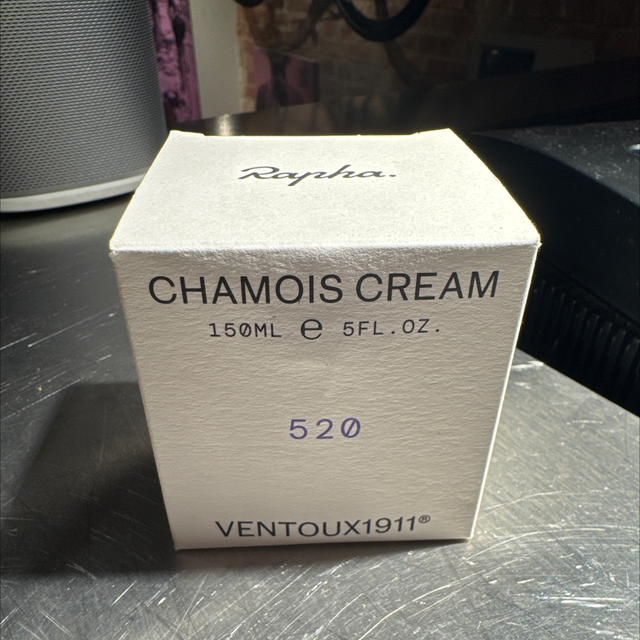 Rapha.
CHAMOIS CREAM
150ML ℮ 5FL.OZ.
520
VENTOUX1911®